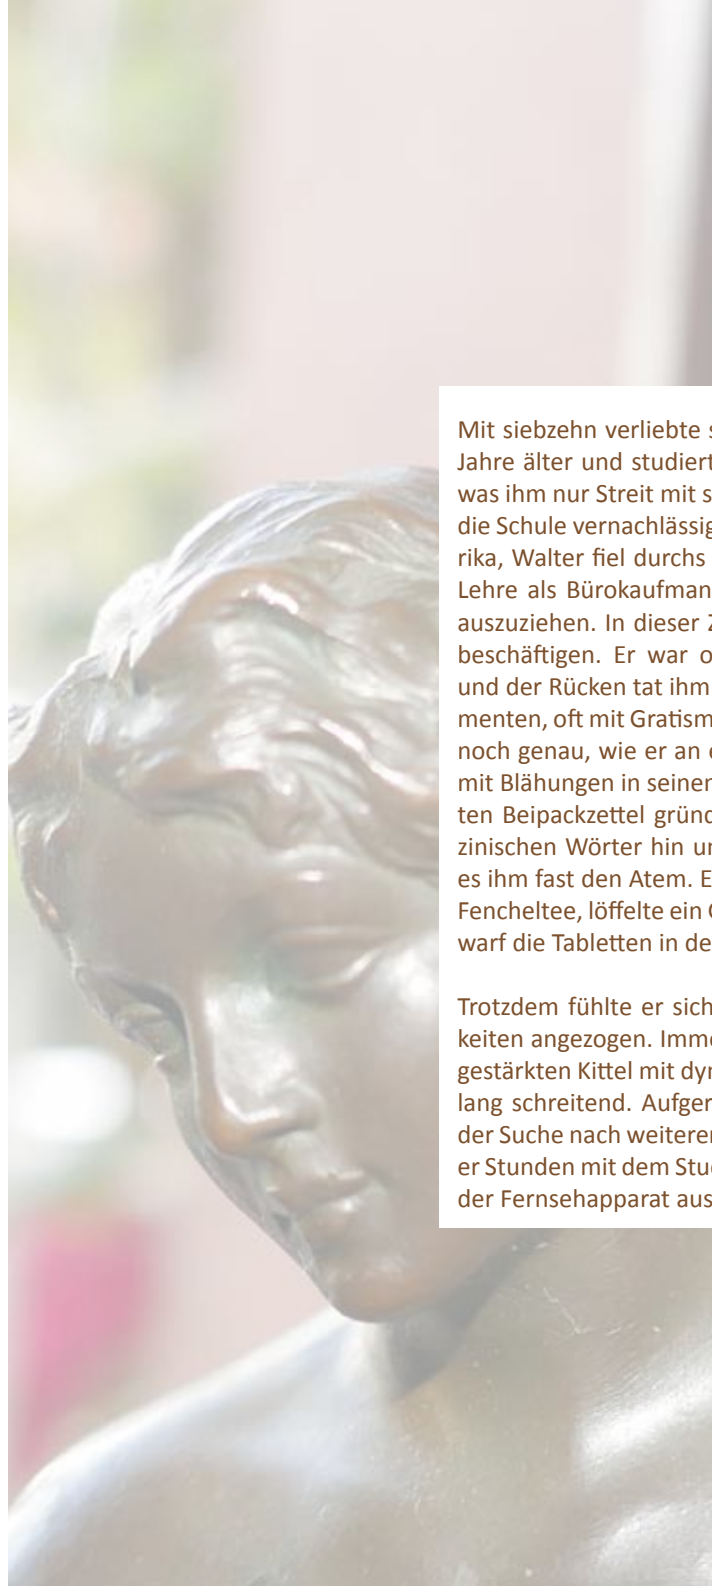 Mit siebzehn verliebte s
Jahre älter und studiert
was ihm nur Streit mit s
die Schule vernachlässig
rika, Walter fiel durchs
Lehre als Bürokaufman
auszuziehen. In dieser Z
beschäftigen. Er war o
und der Rücken tat ihm
menten, oft mit Gratism
noch genau, wie er an e
mit Blähungen in seiner
ten Beipackzettel gründ
zinischen Wörter hin un
es ihm fast den Atem. E
Fencheltee, löffelte ein G
warf die Tabletten in de
Trotzdem fühlte er sich
keiten angezogen. Imme
gestärkten Kittel mit dyn
lang schreitend. Aufger
der Suche nach weiteren
er Stunden mit dem Stud
der Fernsehapparat aus